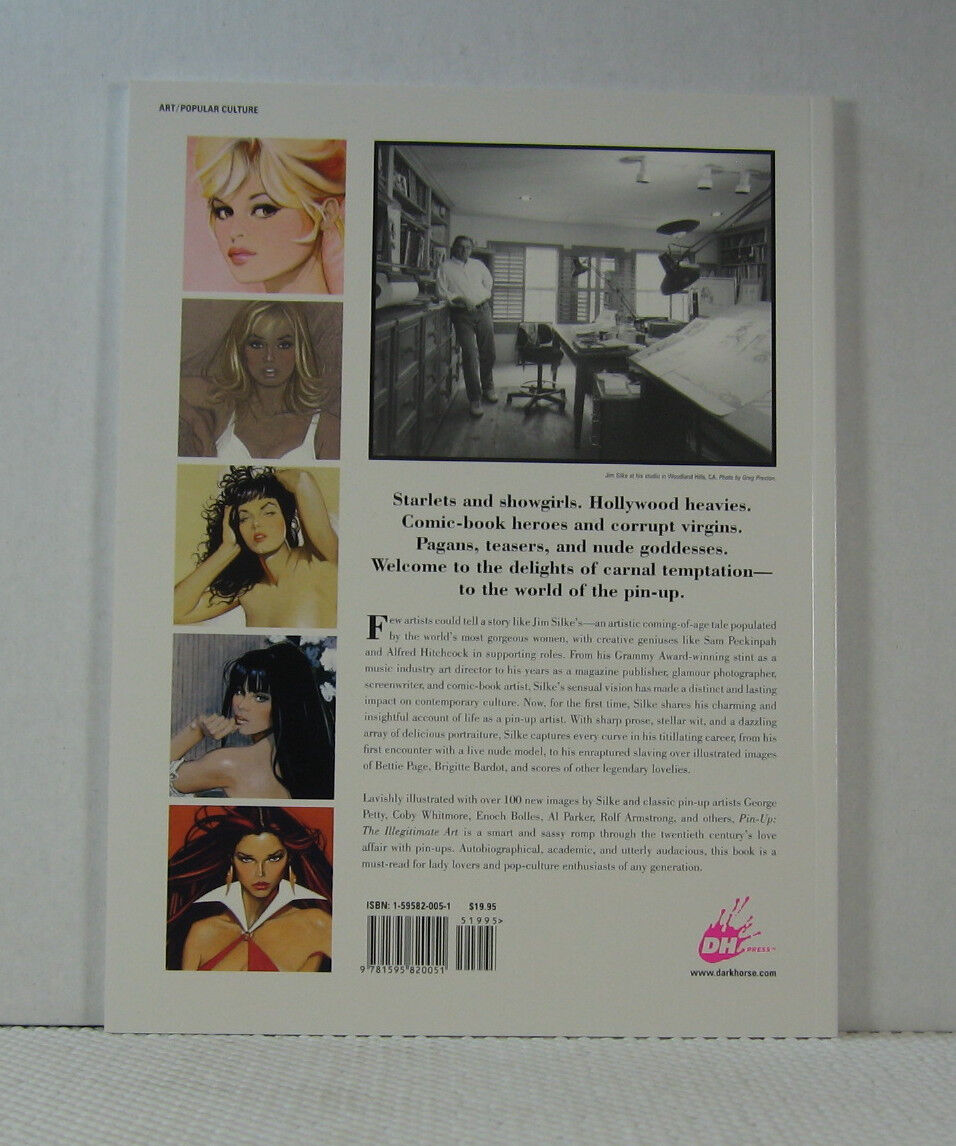 ART/POPULAR CULTURE
Jim Silke at his studio in Woodland Hills, CA. Photo by Greg Preston.
Starlets and showgirls. Hollywood heavies.
Comic-book heroes and corrupt virgins.
Pagans, teasers, and nude goddesses.
Welcome to the delights of carnal temptation—
to the world of the pin-up.
Few artists could tell a story like Jim Silke's—an artistic coming-of-age tale populated
by the world's most gorgeous women, with creative geniuses like Sam Peckinpah
and Alfred Hitchcock in supporting roles. From his Grammy Award-winning stint as a
music industry art director to his years as a magazine publisher, glamour photographer,
screenwriter, and comic-book artist, Silke's sensual vision has made a distinct and lasting
impact on contemporary culture. Now, for the first time, Silke shares his charming and
insightful account of life as a pin-up artist. With sharp prose, stellar wit, and a dazzling
array of delicious portraiture, Silke captures every curve in his titillating career, from his
first encounter with a live nude model, to his enraptured slaving over illustrated images
of Bettie Page, Brigitte Bardot, and scores of other legendary lovelies.
Lavishly illustrated with over 100 new images by Silke and classic pin-up artists George
Petty, Coby Whitmore, Enoch Bolles, Al Parker, Rolf Armstrong, and others, Pin-Up:
The Illegitimate Art is a smart and sassy romp through the twentieth century's love
affair with pin-ups. Autobiographical, academic, and utterly audacious, this book is a
must-read for lady lovers and pop-culture enthusiasts of any generation.
ISBN: 1-59582-005-1 $19.95
51995>
9 781595 820051
DH PRESS™
www.darkhorse.com